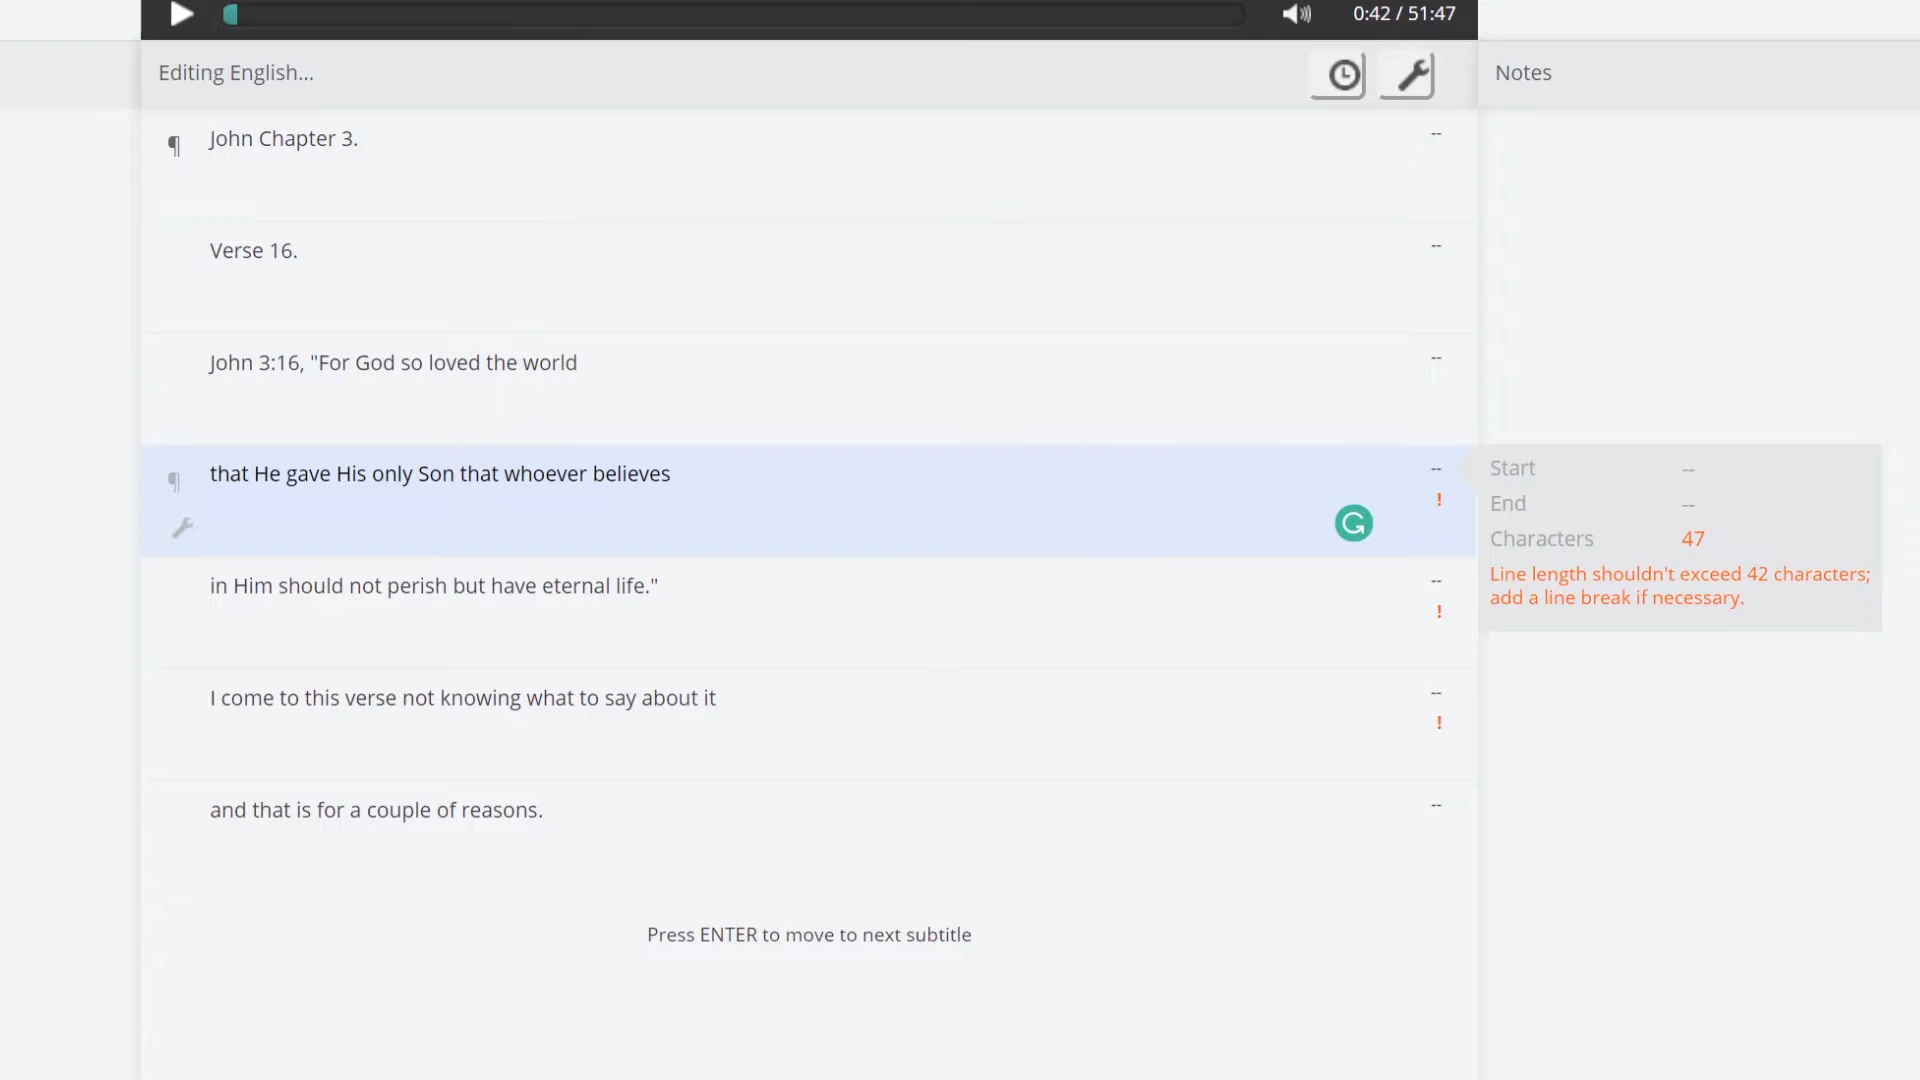 0:42 / 51:47
Editing English...
Notes
¶ John Chapter 3. --
Verse 16. --
John 3:16, "For God so loved the world --
¶ that He gave His only Son that whoever believes --
!
Start --
End --
Characters 47
Line length shouldn't exceed 42 characters;
add a line break if necessary.
in Him should not perish but have eternal life." --
!
I come to this verse not knowing what to say about it --
!
and that is for a couple of reasons. --
Press ENTER to move to next subtitle